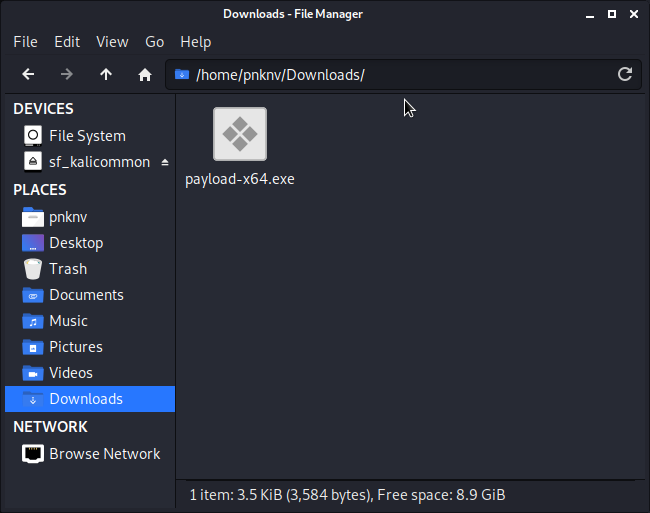 Downloads - File Manager
File Edit View Go Help
/home/pnknv/Downloads/
DEVICES
File System
sf_kalicommon
PLACES
pnknv
Desktop
Trash
Documents
Music
Pictures
Videos
Downloads
NETWORK
Browse Network
payload-x64.exe
1 item: 3.5 KiB (3,584 bytes), Free space: 8.9 GiB